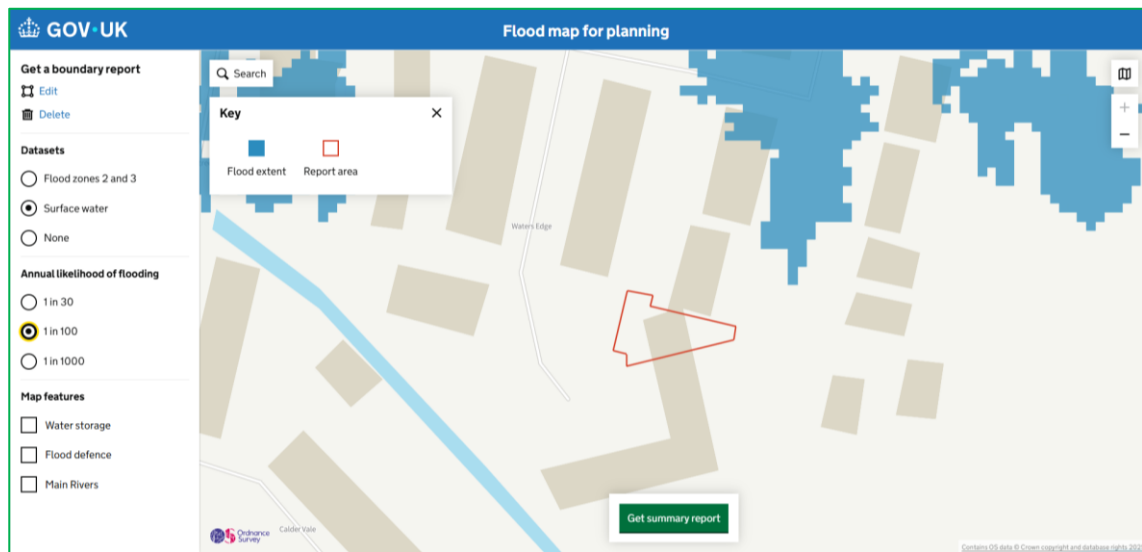 GOV·UK
Flood map for planning
Get a boundary report
Edit
Delete
Datasets
Flood zones 2 and 3
Surface water
None
Annual likelihood of flooding
1 in 30
1 in 100
1 in 1000
Map features
Water storage
Flood defence
Main Rivers
Search
Key
Flood extent
Report area
Waters Edge
Calder Vale
Ordnance
Survey
Get summary report
Contains OS data © Crown copyright and database rights